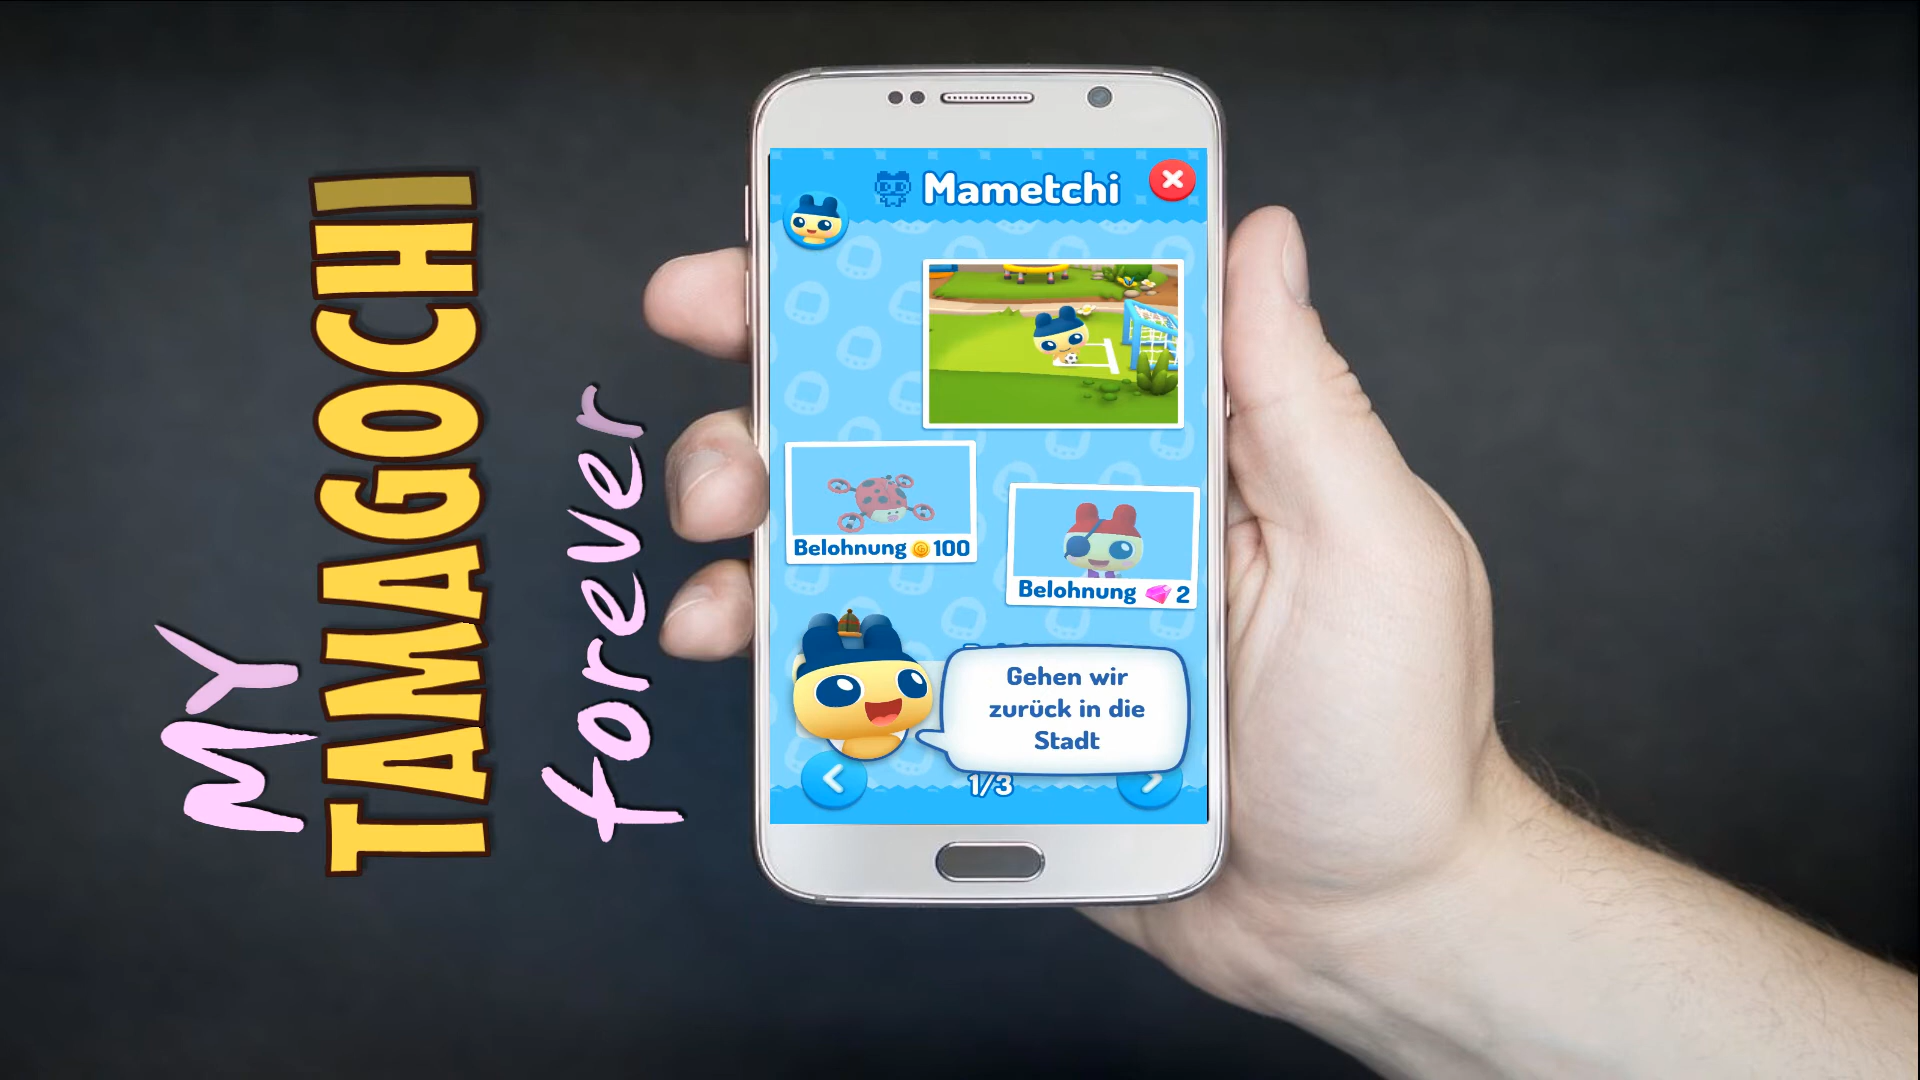 MY
TAMAGOCHI
forever
Mametchi
Belohnung 100
Belohnung 2
Gehen wir
zurück in die
Stadt
1/3